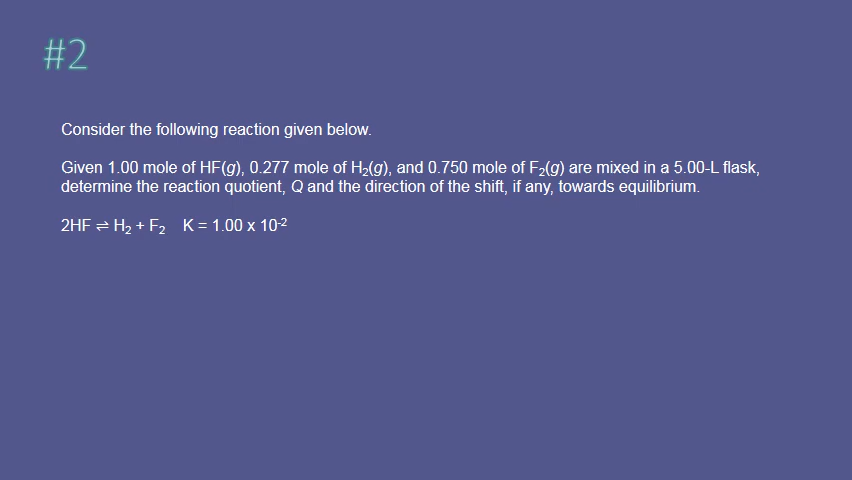 #2
Consider the following reaction given below.
Given 1.00 mole of HF(g), 0.277 mole of H₂(g), and 0.750 mole of F₂(g) are mixed in a 5.00-L flask,
determine the reaction quotient, Q and the direction of the shift, if any, towards equilibrium.
2HF ⇌ H₂ + F₂ K = 1.00 x 10⁻²